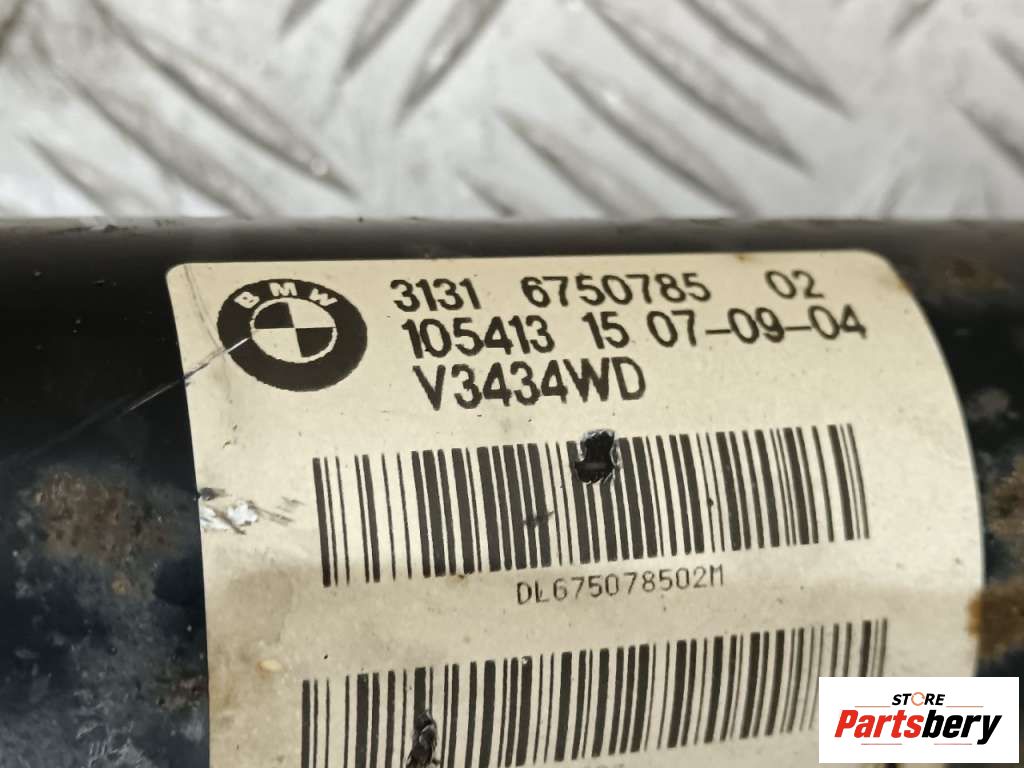 BMW
3131 6750785 02
105413 15 07-09-04
V3434WD
DL675078502M
STORE
Partsbery